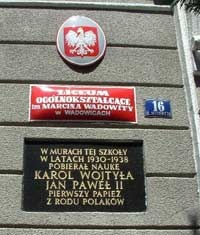 LICEUM
OGÓLNOKSZTAŁCĄCE
im MARCINA WADOWITY
w WADOWICACH
16
W MURACH TEJ SZKOŁY
W LATACH 1930-1938
POBIERAŁ NAUKĘ
KAROL WOJTYŁA
JAN PAWEŁ II
PIERWSZY PAPIEŻ
Z RODU POLAKÓW